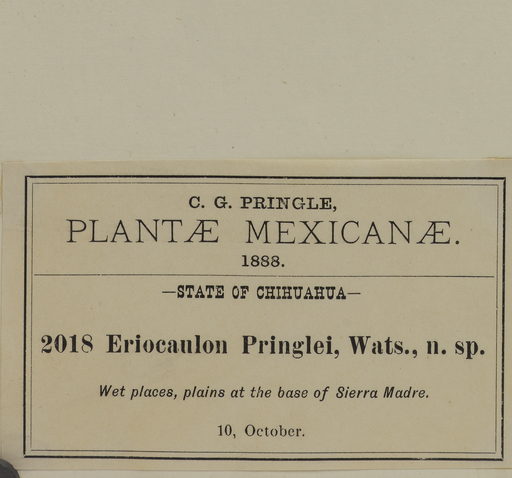 C. G. PRINGLE,
PLANTÆ MEXICANÆ.
1888.
—STATE OF CHIHUAHUA—
2018 Eriocaulon Pringlei, Wats., n. sp.
Wet places, plains at the base of Sierra Madre.
10, October.